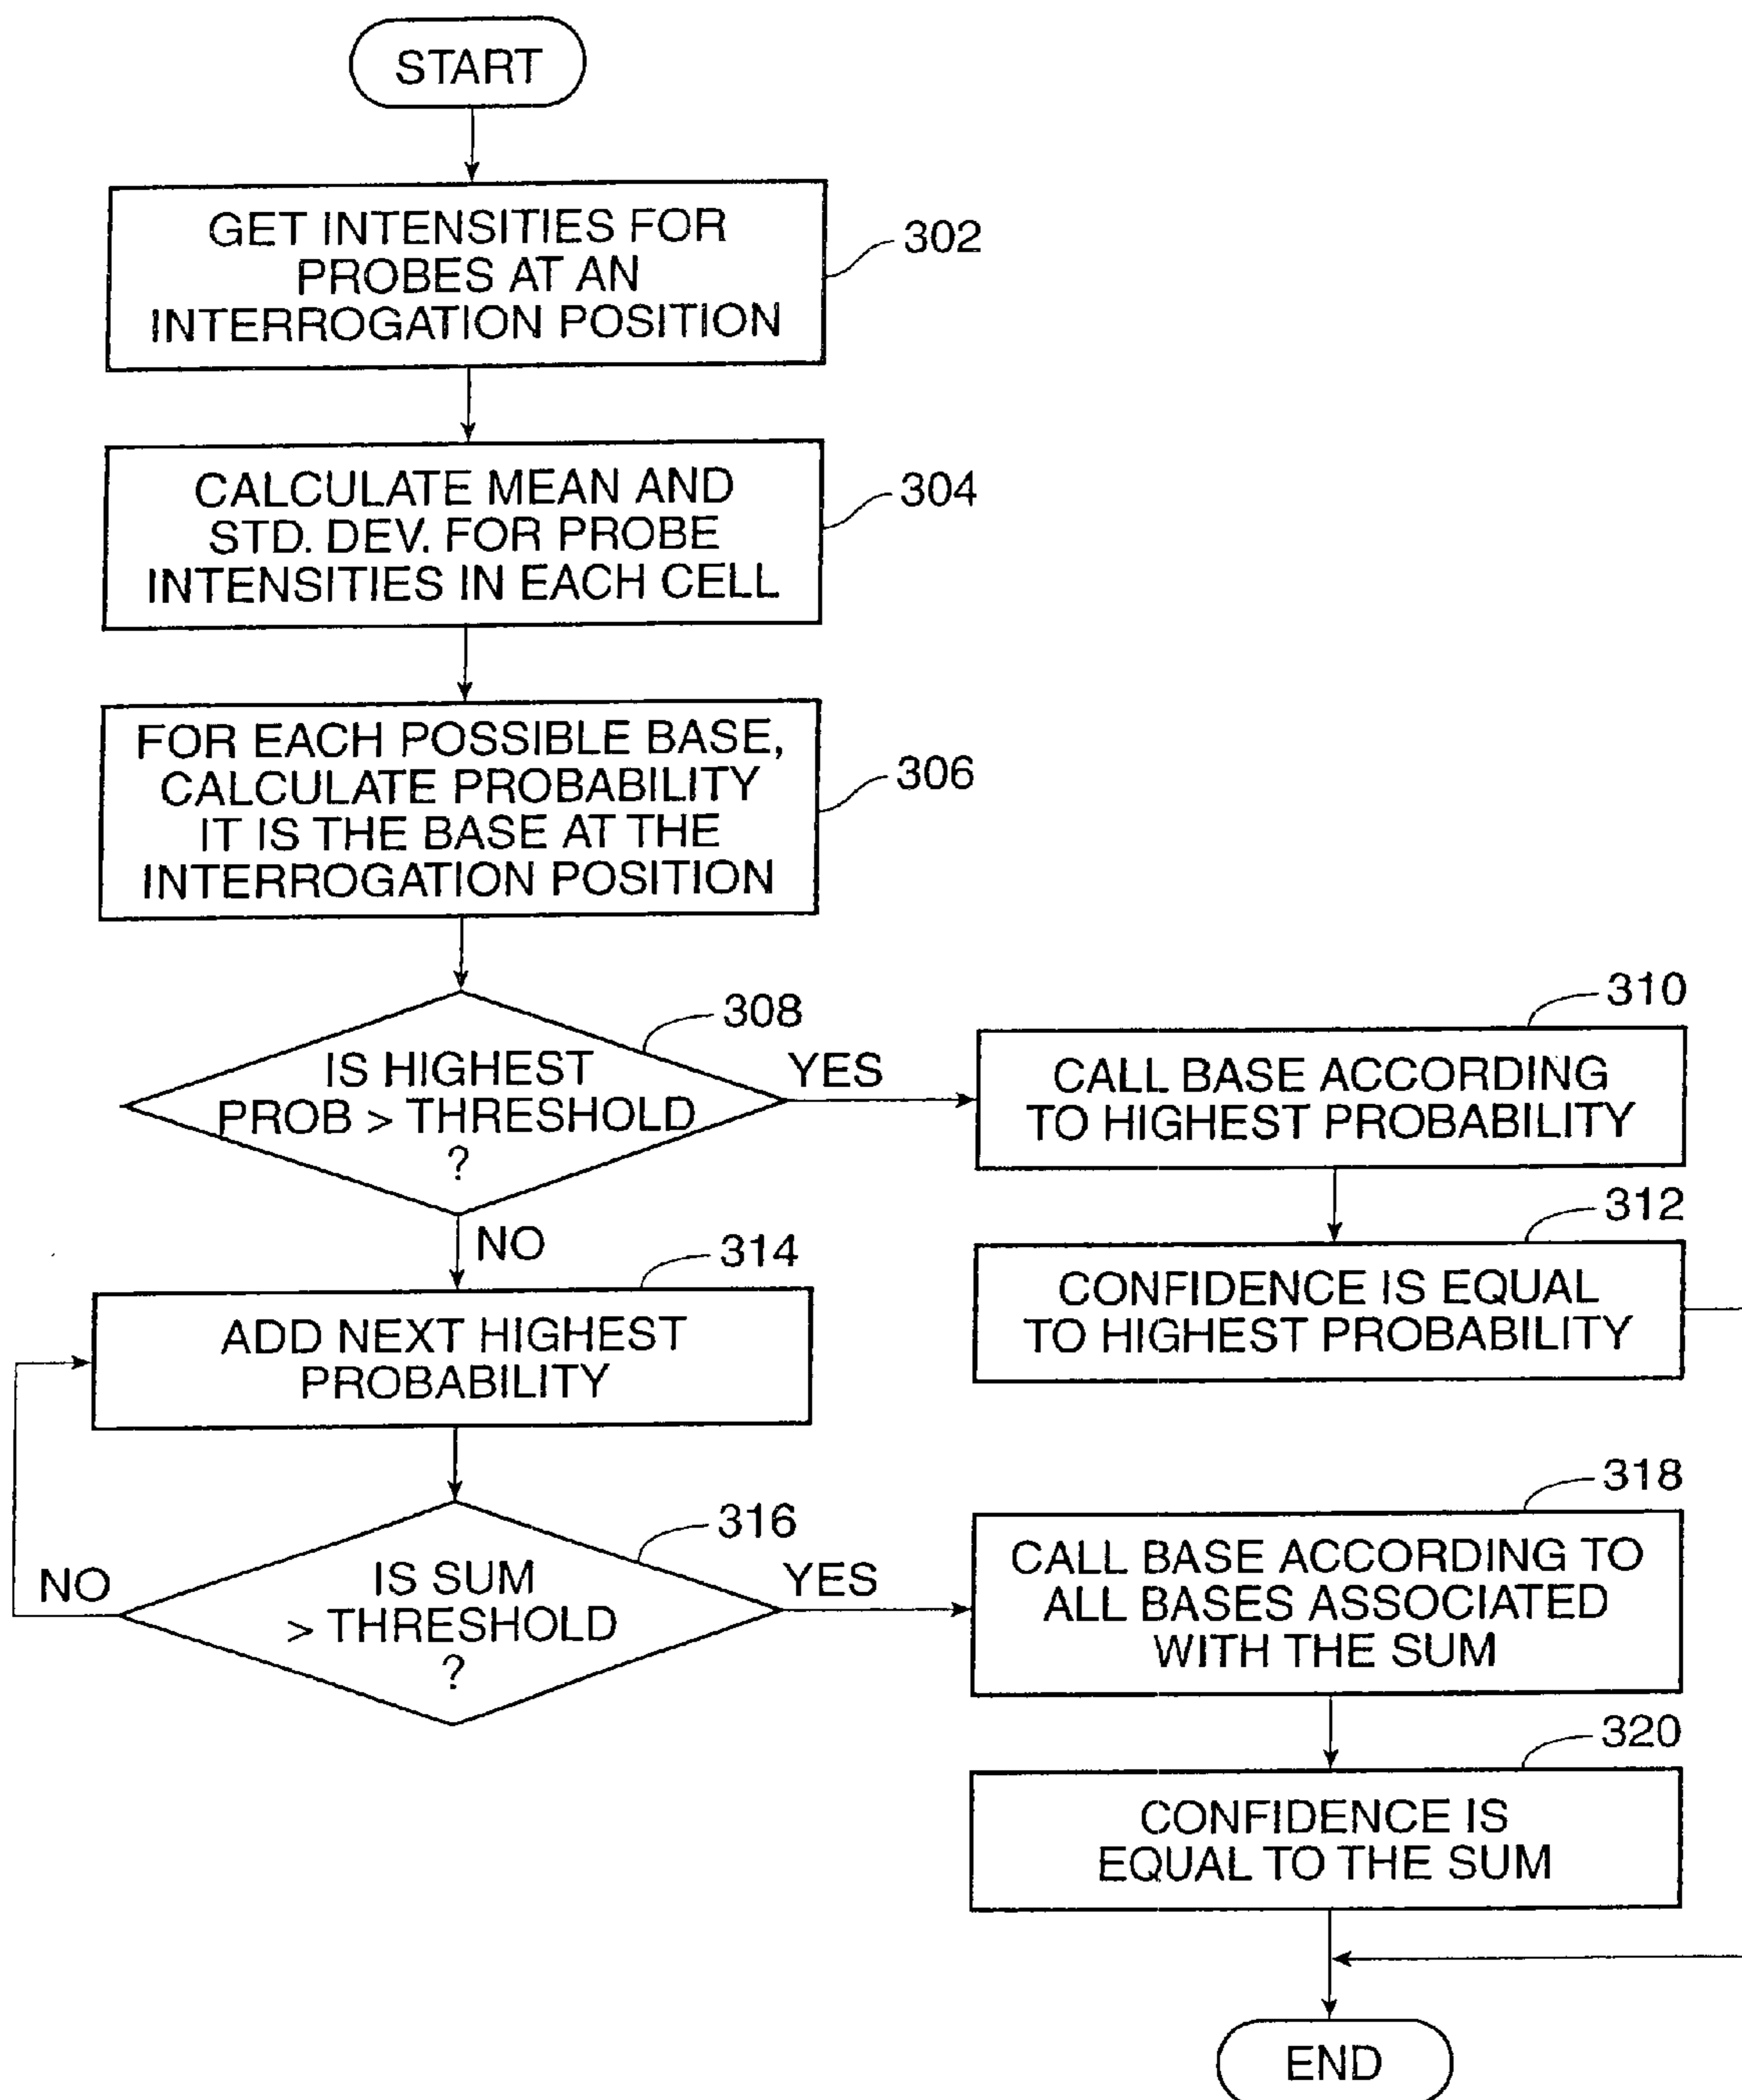 START
GET INTENSITIES FOR
PROBES AT AN
INTERROGATION POSITION
302
CALCULATE MEAN AND
STD. DEV. FOR PROBE
INTENSITIES IN EACH CELL
304
FOR EACH POSSIBLE BASE,
CALCULATE PROBABILITY
IT IS THE BASE AT THE
INTERROGATION POSITION
306
IS HIGHEST
PROB > THRESHOLD
?
308
YES
CALL BASE ACCORDING
TO HIGHEST PROBABILITY
310
CONFIDENCE IS EQUAL
TO HIGHEST PROBABILITY
312
NO
ADD NEXT HIGHEST
PROBABILITY
314
IS SUM
> THRESHOLD
?
316
NO
YES
CALL BASE ACCORDING TO
ALL BASES ASSOCIATED
WITH THE SUM
318
CONFIDENCE IS
EQUAL TO THE SUM
320
END